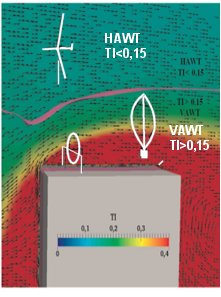 HAWT
TI<0,15
HAWT
TI < 0,15
TI > 0,15
VAWT
VAWT
TI>0,15
TI
0,1 0,2 0,3
0 0,4